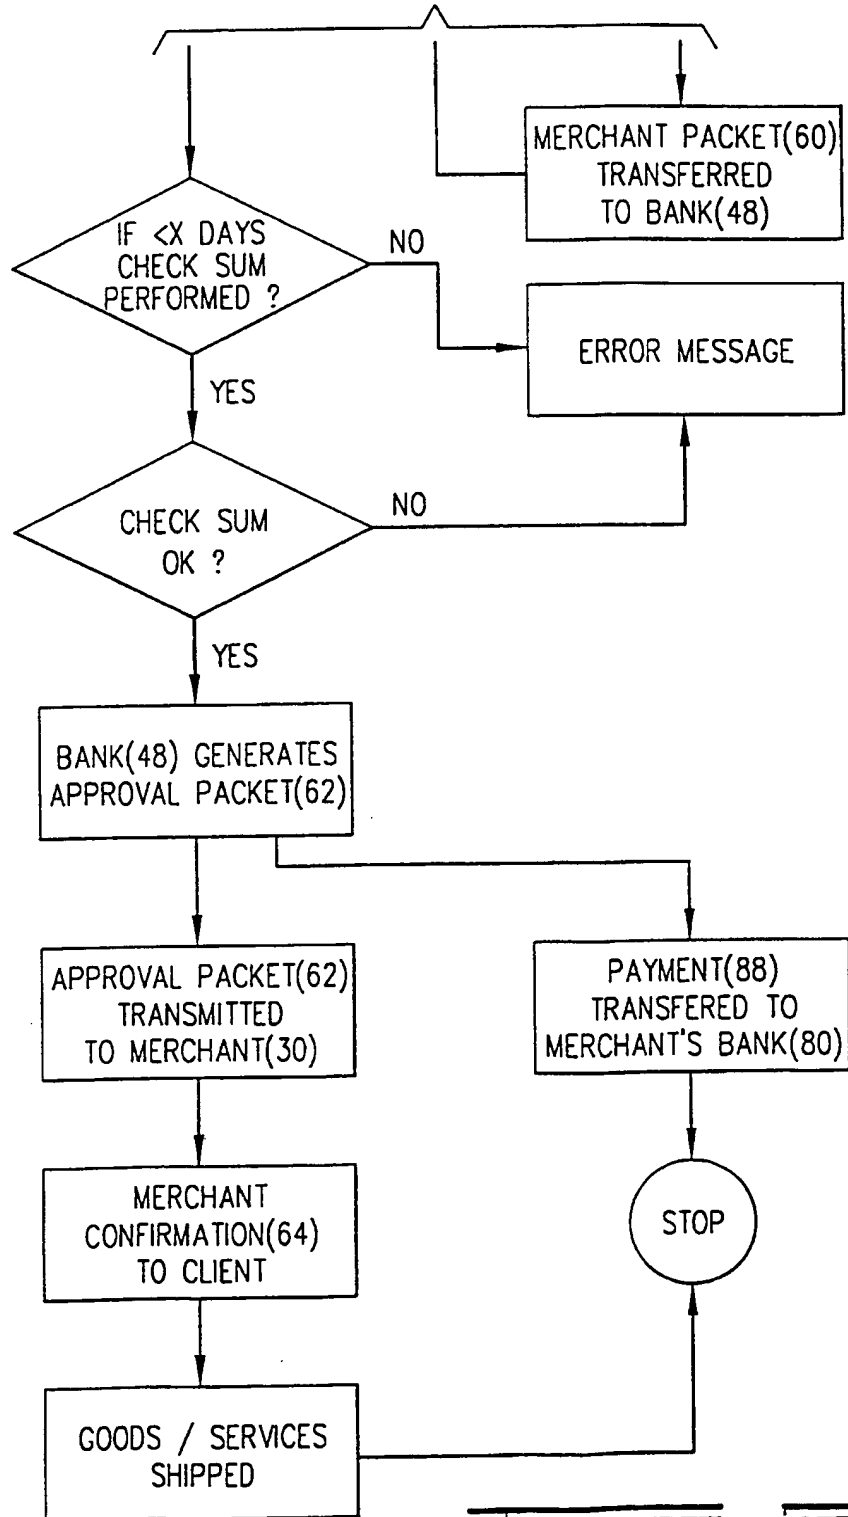 MERCHANT PACKET(60)
TRANSFERRED
TO BANK(48)
IF <X DAYS
CHECK SUM
PERFORMED ?
NO
ERROR MESSAGE
YES
CHECK SUM
OK ?
NO
YES
BANK(48) GENERATES
APPROVAL PACKET(62)
APPROVAL PACKET(62)
TRANSMITTED
TO MERCHANT(30)
PAYMENT(88)
TRANSFERED TO
MERCHANT'S BANK(80)
MERCHANT
CONFIRMATION(64)
TO CLIENT
STOP
GOODS / SERVICES
SHIPPED